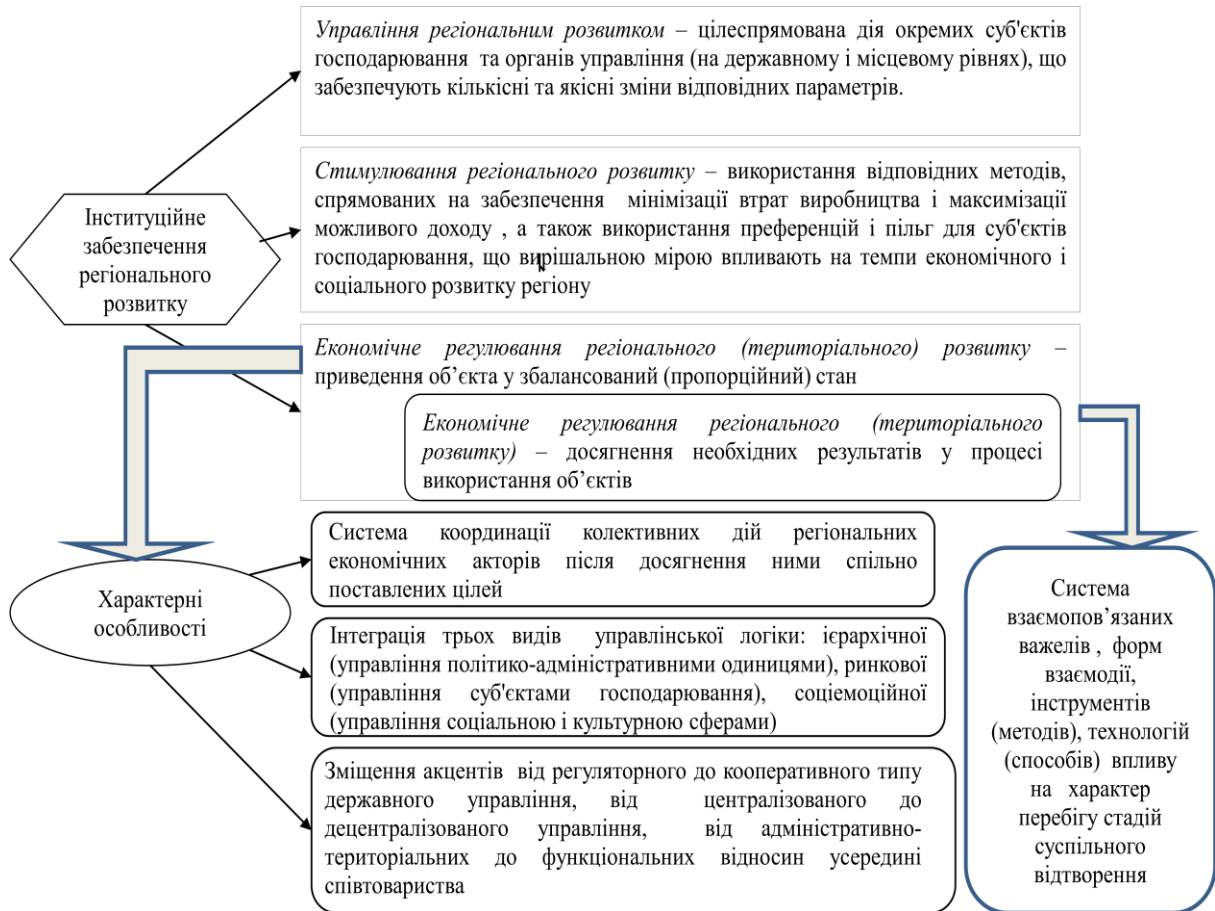 Управління регіональним розвитком – цілеспрямована дія окремих суб'єктів
господарювання та органів управління (на державному і місцевому рівнях), що
забезпечують кількісні та якісні зміни відповідних параметрів.
Інституційне
забезпечення
регіонального
розвитку
Стимулювання регіонального розвитку – використання відповідних методів,
спрямованих на забезпечення мінімізації втрат виробництва і максимізації
можливого доходу , а також використання преференцій і пільг для суб'єктів
господарювання, що вирішальною мірою впливають на темпи економічного і
соціального розвитку регіону
Економічне регулювання регіонального (територіального) розвитку –
приведення об’єкта у збалансований (пропорційний) стан
Економічне регулювання регіонального (територіального
розвитку) – досягнення необхідних результатів у процесі
використання об’єктів
Характерні
особливості
Система координації колективних дій регіональних
економічних акторів після досягнення ними спільно
поставлених цілей
Інтеграція трьох видів управлінської логіки: ієрархічної
(управління політико-адміністративними одиницями), ринкової
(управління суб'єктами господарювання), соціемоційної
(управління соціальною і культурною сферами)
Зміщення акцентів від регуляторного до кооперативного типу
державного управління, від централізованого до
децентралізованого управління, від адміністративно-
територіальних до функціональних відносин усередині
співтовариства
Система
взаємопов’язаних
важелів , форм
взаємодії,
інструментів
(методів), технологій
(способів) впливу
на характер
перебігу стадій
суспільного
відтворення